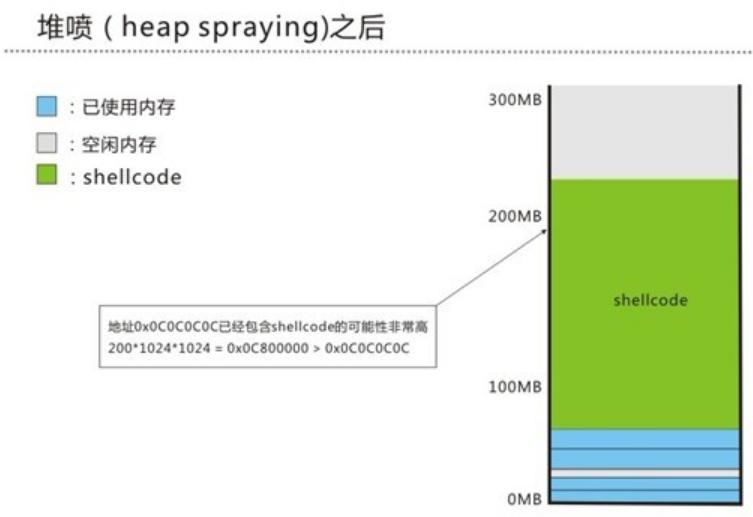 堆喷 ( heap spraying)之后
: 已使用内存
: 空闲内存
: shellcode
300MB
200MB
shellcode
地址0x0C0C0C0C已经包含shellcode的可能性非常高
200*1024*1024 = 0x0C800000 > 0x0C0C0C0C
100MB
0MB